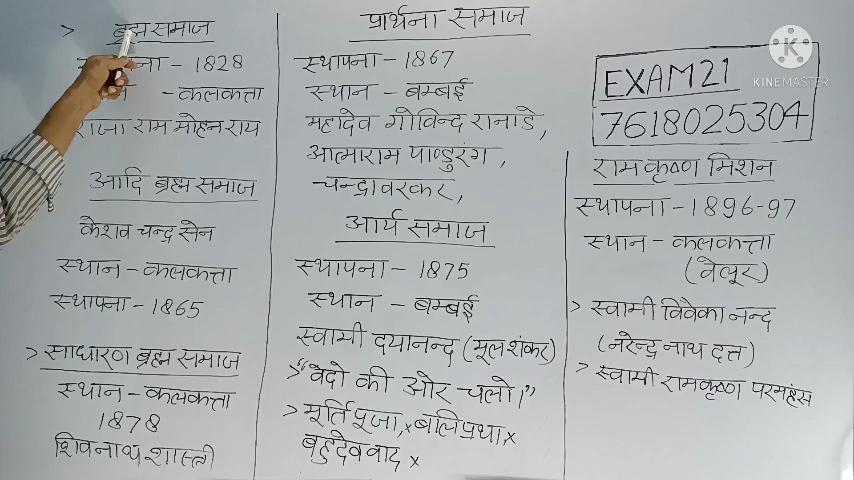 > ब्रह्म समाज
ना - 1828
न - कलकत्ता
राजा राम मोहन राय
आदि ब्रह्म समाज
केशव चन्द्र सेन
स्थान - कलकत्ता
स्थापना - 1865
> साधारण ब्रह्म समाज
स्थान - कलकत्ता
1878
शिवनाथ शास्त्री
प्रार्थना समाज
स्थापना - 1867
स्थान - बम्बई
महादेव गोविन्द रानाडे,
आत्माराम पाण्डुरंग,
चन्द्रावरकर,
आर्य समाज
स्थापना - 1875
स्थान - बम्बई
स्वामी दयानन्द (मूल शंकर)
> "वेदो की ओर चलो।"
> मूर्ति पूजा,x बालि प्रथा,x
बहुदेववाद x
EXAM21
7618025304
राम कृष्ण मिशन
स्थापना - 1896-97
स्थान - कलकत्ता
(वेलूर)
> स्वामी विवेकानन्द
(नरेन्द्र नाथ दत्त)
> स्वामी रामकृष्ण परमहंस
KINEMASTER